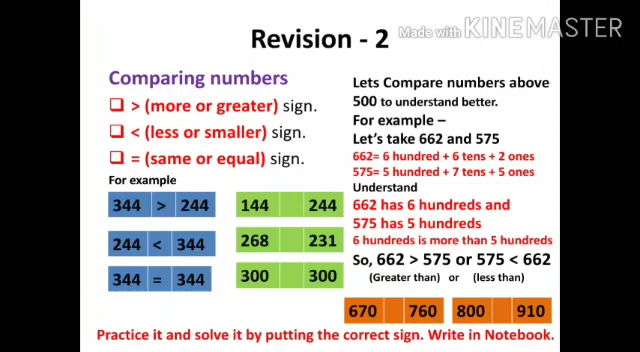 Revision - 2
Made with KINEMASTER
Comparing numbers
> (more or greater) sign.
< (less or smaller) sign.
= (same or equal) sign.
For example
344 > 244
244 < 344
344 = 344
144 244
268 231
300 300
Lets Compare numbers above
500 to understand better.
For example –
Let's take 662 and 575
662= 6 hundred + 6 tens + 2 ones
575= 5 hundred + 7 tens + 5 ones
Understand
662 has 6 hundreds and
575 has 5 hundreds
6 hundreds is more than 5 hundreds
So, 662 > 575 or 575 < 662
(Greater than) or (less than)
670 760 800 910
Practice it and solve it by putting the correct sign. Write in Notebook.